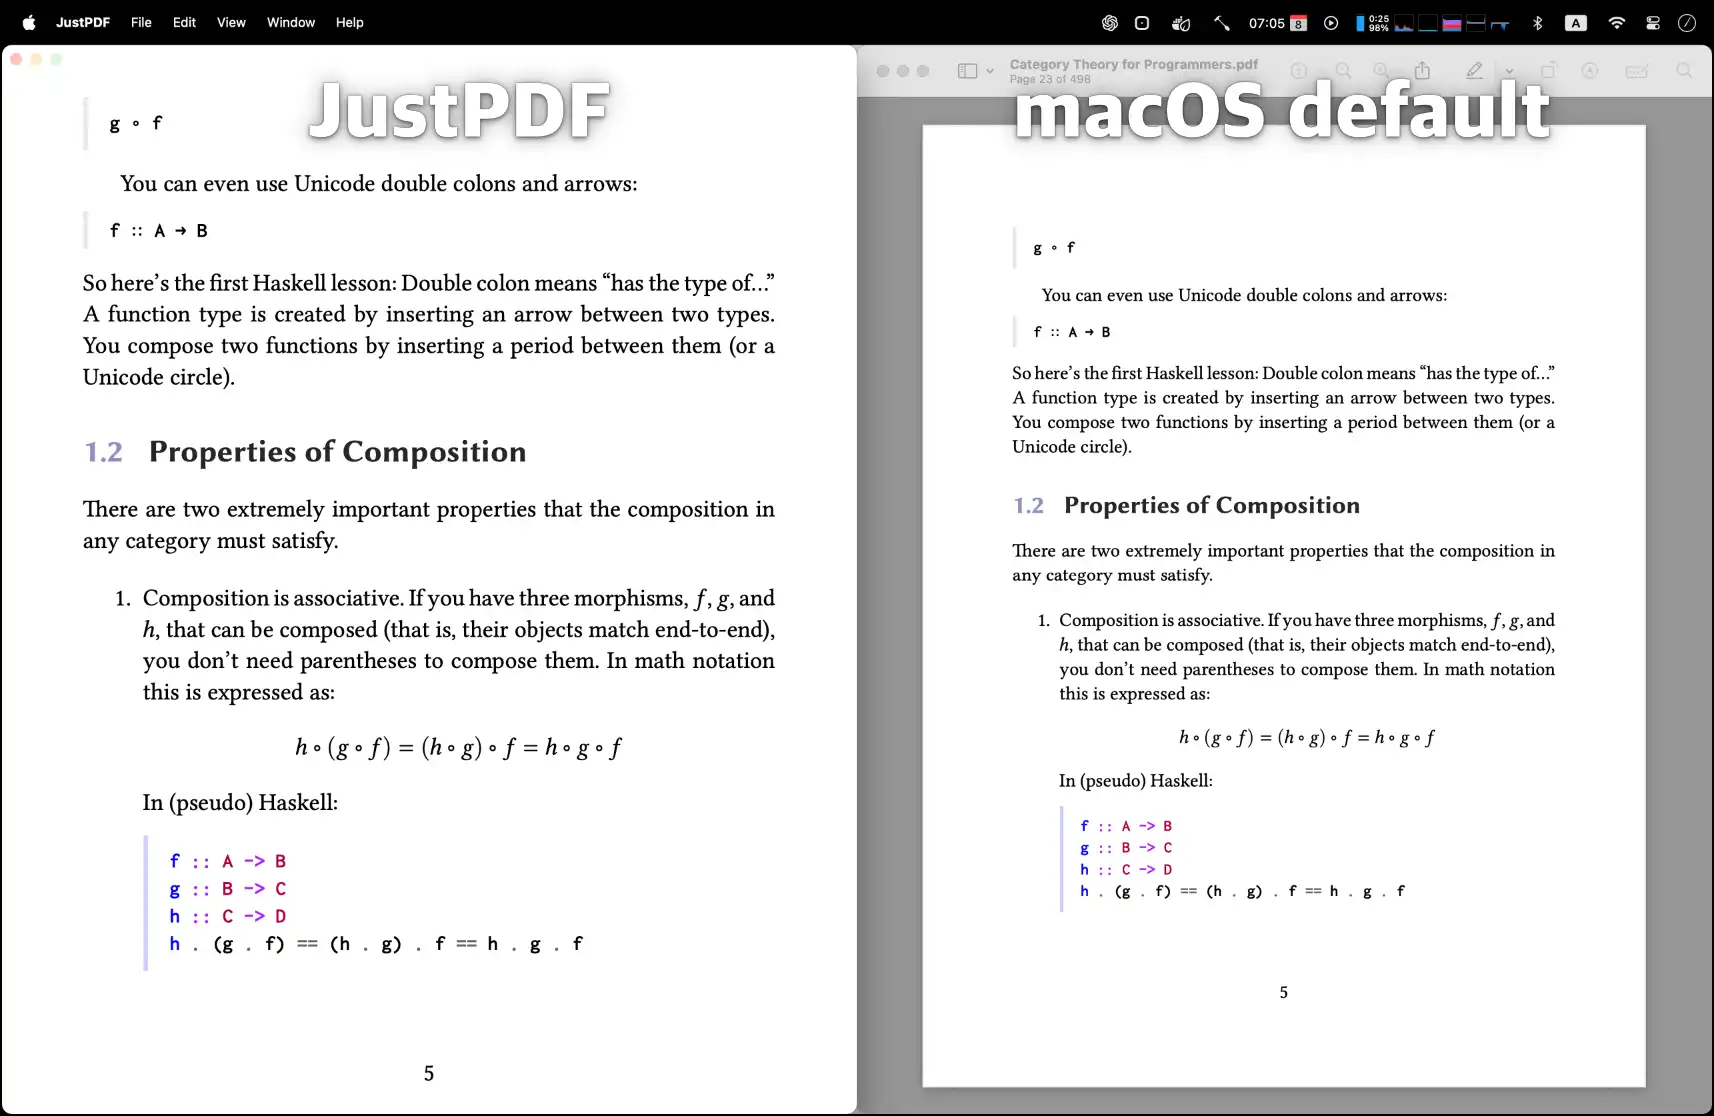 JustPDF File Edit View Window Help 07:05 8 0:25 98% A
JustPDF
g ∘ f
You can even use Unicode double colons and arrows:
f :: A → B
So here’s the first Haskell lesson: Double colon means “has the type of…”
A function type is created by inserting an arrow between two types.
You compose two functions by inserting a period between them (or a
Unicode circle).
1.2 Properties of Composition
There are two extremely important properties that the composition in
any category must satisfy.
1. Composition is associative. If you have three morphisms, f, g, and
h, that can be composed (that is, their objects match end-to-end),
you don’t need parentheses to compose them. In math notation
this is expressed as:
h ∘ (g ∘ f) = (h ∘ g) ∘ f = h ∘ g ∘ f
In (pseudo) Haskell:
f :: A -> B
g :: B -> C
h :: C -> D
h . (g . f) == (h . g) . f == h . g . f
5
Category Theory for Programmers.pdf
Page 23 of 498
macOS default
g ∘ f
You can even use Unicode double colons and arrows:
f :: A → B
So here’s the first Haskell lesson: Double colon means “has the type of…”
A function type is created by inserting an arrow between two types.
You compose two functions by inserting a period between them (or a
Unicode circle).
1.2 Properties of Composition
There are two extremely important properties that the composition in
any category must satisfy.
1. Composition is associative. If you have three morphisms, f, g, and
h, that can be composed (that is, their objects match end-to-end),
you don’t need parentheses to compose them. In math notation
this is expressed as:
h ∘ (g ∘ f) = (h ∘ g) ∘ f = h ∘ g ∘ f
In (pseudo) Haskell:
f :: A -> B
g :: B -> C
h :: C -> D
h . (g . f) == (h . g) . f == h . g . f
5